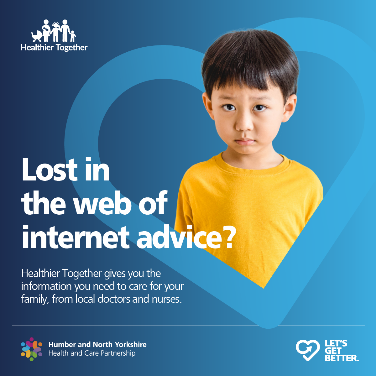 Healthier Together
Lost in
the web of
internet advice?
Healthier Together gives you the
information you need to care for your
family, from local doctors and nurses.
Humber and North Yorkshire
Health and Care Partnership
LET'S
GET
BETTER.